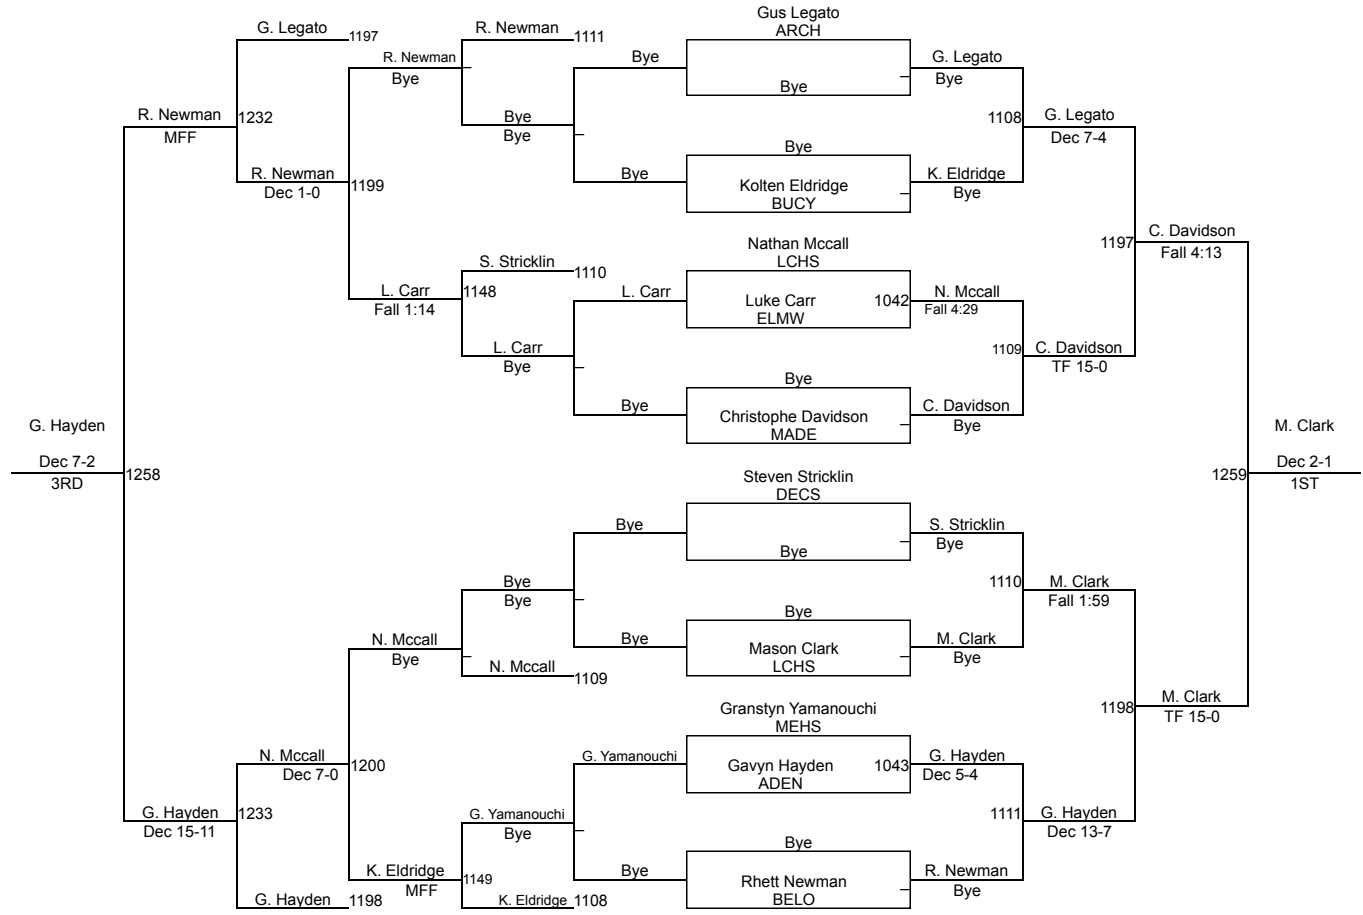 Gus Legato
ARCH
G. Legato
1197
R. Newman
1111
R. Newman
Bye
Bye
Bye
G. Legato
Bye
R. Newman
MFF
1232
Bye
Bye
1108
G. Legato
Dec 7-4
Bye
R. Newman
Dec 1-0
1199
Bye
Kolten Eldridge
BUCY
K. Eldridge
Bye
Nathan Mccall
LCHS
1197
C. Davidson
Fall 4:13
S. Stricklin
1110
L. Carr
Fall 1:14
1148
L. Carr
Luke Carr
ELMW
1042
N. Mccall
Fall 4:29
L. Carr
Bye
1109
C. Davidson
TF 15-0
Bye
Bye
Christophe Davidson
MADE
C. Davidson
Bye
G. Hayden
Dec 7-2
3RD
1258
M. Clark
1259
Dec 2-1
1ST
Steven Stricklin
DECS
Bye
Bye
S. Stricklin
Bye
Bye
Bye
1110
M. Clark
Fall 1:59
Bye
N. Mccall
Bye
Bye
Mason Clark
LCHS
M. Clark
Bye
N. Mccall
1109
1198
M. Clark
TF 15-0
Granstyn Yamanouchi
MEHS
N. Mccall
Dec 7-0
1200
G. Yamanouchi
Gavyn Hayden
ADEN
1043
G. Hayden
Dec 5-4
G. Hayden
Dec 15-11
1233
G. Yamanouchi
Bye
1111
G. Hayden
Dec 13-7
Bye
K. Eldridge
MFF
1149
Bye
Rhett Newman
BELO
R. Newman
Bye
G. Hayden
1198
K. Eldridge
1108